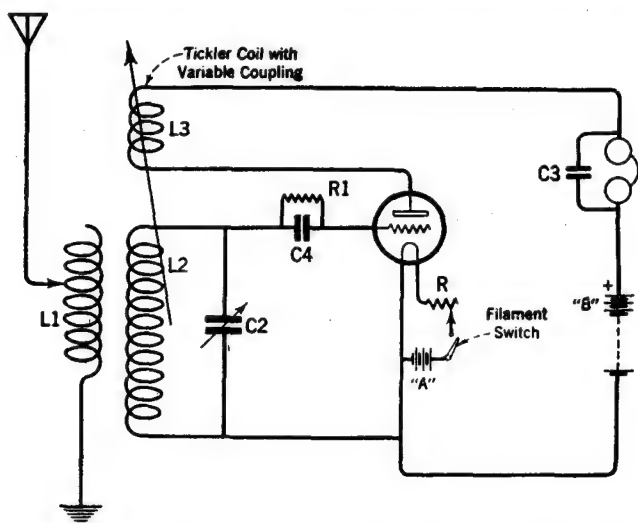 Tickler Coil with
Variable Coupling
L3
R1
C3
C4
L2
L1
C2
R
Filament
Switch
"A"
+
"B"